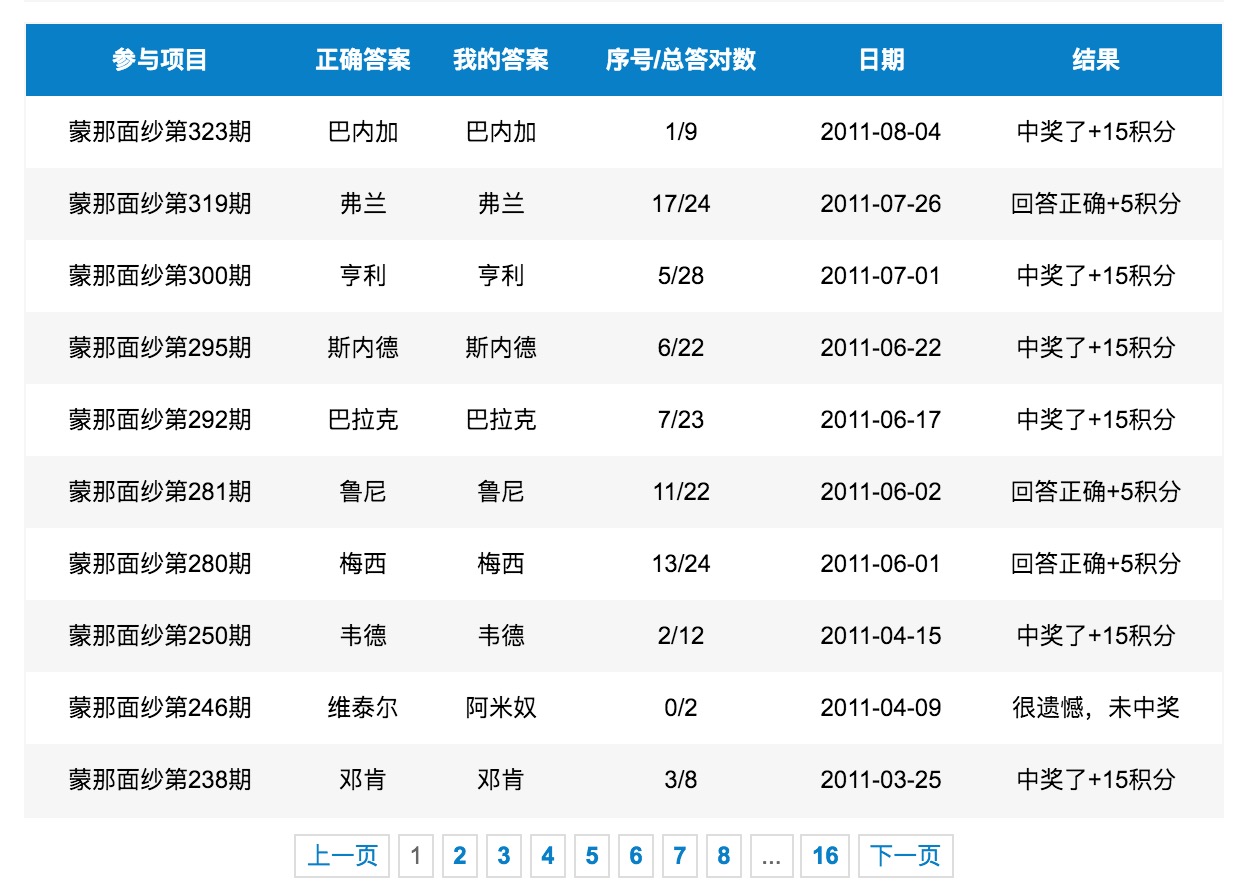 参与项目 正确答案 我的答案 序号/总答对数 日期 结果
蒙那面纱第323期 巴内加 巴内加 1/9 2011-08-04 中奖了+15积分
蒙那面纱第319期 弗兰 弗兰 17/24 2011-07-26 回答正确+5积分
蒙那面纱第300期 亨利 亨利 5/28 2011-07-01 中奖了+15积分
蒙那面纱第295期 斯内德 斯内德 6/22 2011-06-22 中奖了+15积分
蒙那面纱第292期 巴拉克 巴拉克 7/23 2011-06-17 中奖了+15积分
蒙那面纱第281期 鲁尼 鲁尼 11/22 2011-06-02 回答正确+5积分
蒙那面纱第280期 梅西 梅西 13/24 2011-06-01 回答正确+5积分
蒙那面纱第250期 韦德 韦德 2/12 2011-04-15 中奖了+15积分
蒙那面纱第246期 维泰尔 阿米奴 0/2 2011-04-09 很遗憾，未中奖
蒙那面纱第238期 邓肯 邓肯 3/8 2011-03-25 中奖了+15积分
上一页 1 2 3 4 5 6 7 8 ... 16 下一页